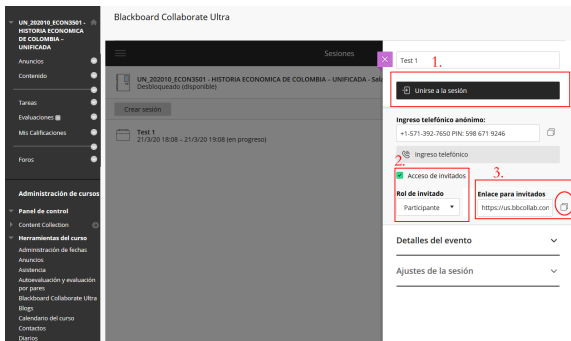 UN_202010_ECON3501 -
HISTORIA ECONOMICA
DE COLOMBIA –
UNIFICADA
Anuncios
Contenido
Tareas
Evaluaciones
Mis Calificaciones
Foros
Administración de cursos
Panel de control
Content Collection
Herramientas del curso
Administración de fechas
Anuncios
Asistencia
Autoevaluación y evaluación
por pares
Blackboard Collaborate Ultra
Blogs
Calendario del curso
Contactos
Diarios
Blackboard Collaborate Ultra
Sesiones
UN_202010_ECON3501 - HISTORIA ECONOMICA DE COLOMBIA – UNIFICADA - Sala
Desbloqueado (disponible)
Crear sesión
Test 1
21/3/20 18:08 – 21/3/20 19:08 (en progreso)
Test 1
1.
Unirse a la sesión
Ingreso telefónico anónimo:
+1-571-392-7650 PIN: 598 671 9246
Ingreso telefónico
2.
Acceso de invitados
Rol de invitado
Participante
3.
Enlace para invitados
https://us.bbcollab.con
Detalles del evento
Ajustes de la sesión